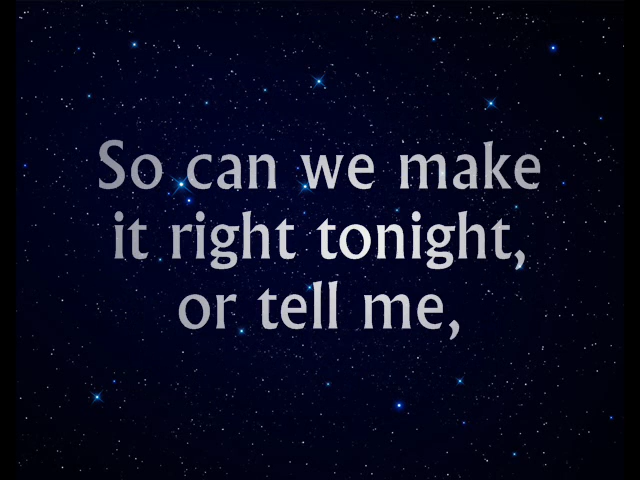 So can we make
it right tonight,
or tell me,